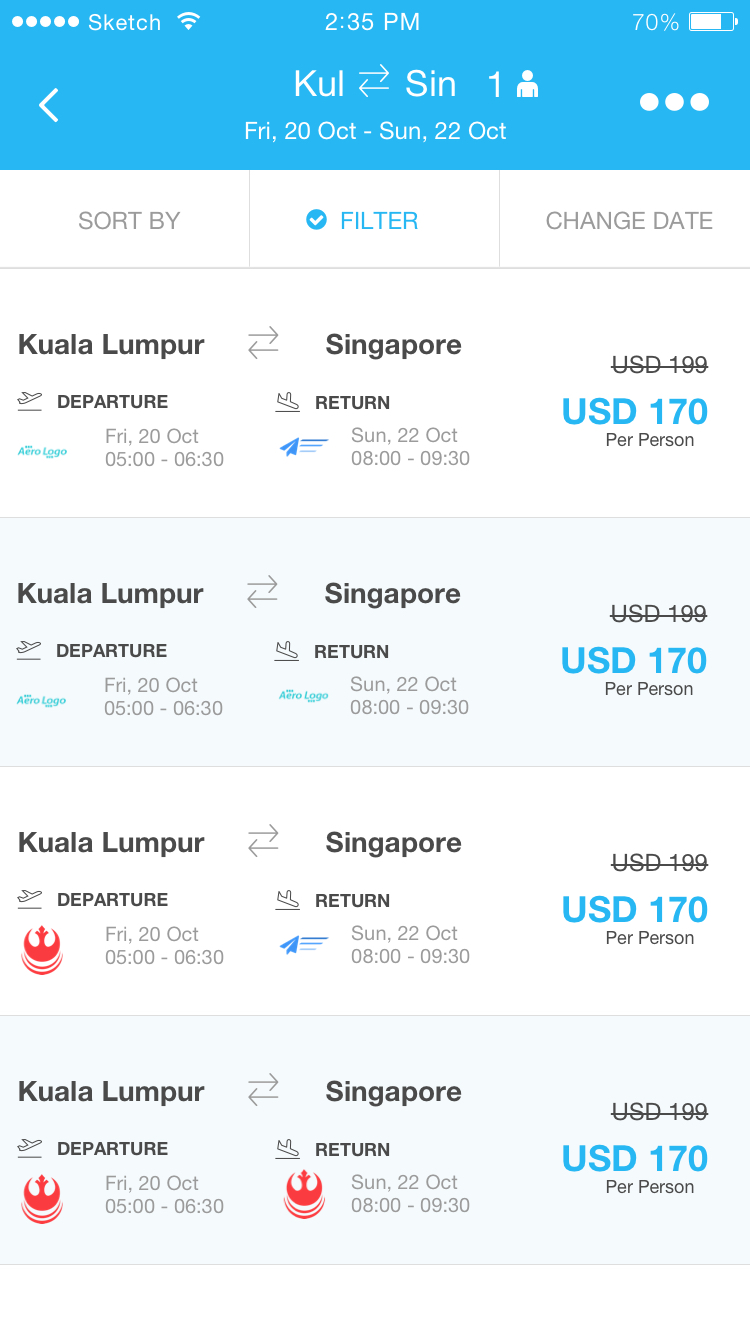 Sketch 2:35 PM 70%
Kul Sin 1
Fri, 20 Oct - Sun, 22 Oct
SORT BY FILTER CHANGE DATE
Kuala Lumpur Singapore
USD 199
DEPARTURE RETURN
USD 170
Fri, 20 Oct Sun, 22 Oct
Per Person
Aero Logo 05:00 - 06:30 08:00 - 09:30
Kuala Lumpur Singapore
USD 199
DEPARTURE RETURN
USD 170
Fri, 20 Oct Sun, 22 Oct
Per Person
Aero Logo 05:00 - 06:30 Aero Logo 08:00 - 09:30
Kuala Lumpur Singapore
USD 199
DEPARTURE RETURN
USD 170
Fri, 20 Oct Sun, 22 Oct
Per Person
05:00 - 06:30 08:00 - 09:30
Kuala Lumpur Singapore
USD 199
DEPARTURE RETURN
USD 170
Fri, 20 Oct Sun, 22 Oct
Per Person
05:00 - 06:30 08:00 - 09:30